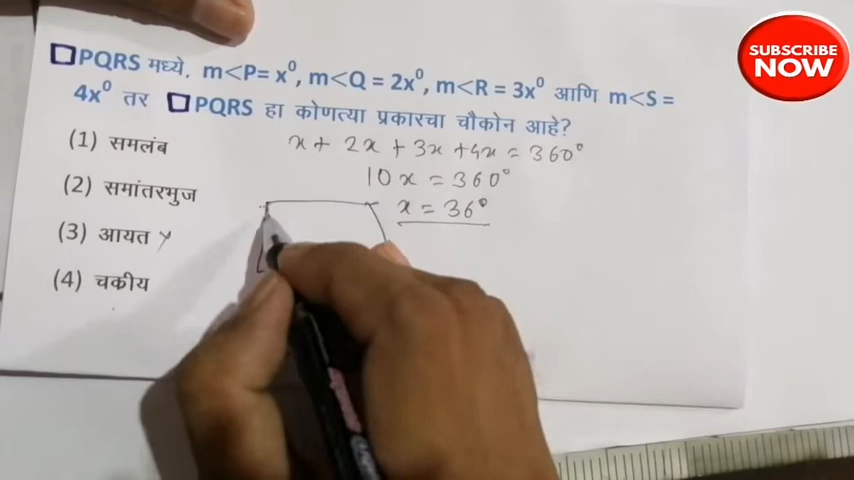 □PQRS मध्ये, m<P= x⁰, m<Q = 2x⁰, m<R = 3x⁰ आणि m<S =
4x⁰ तर □PQRS हा कोणत्या प्रकारचा चौकोन आहे?
(1) समलंब
(2) समांतरभुज
(3) आयत
(4) चकीय
x + 2x + 3x + 4x = 360°
10x = 360°
x = 36°
SUBSCRIBE
NOW